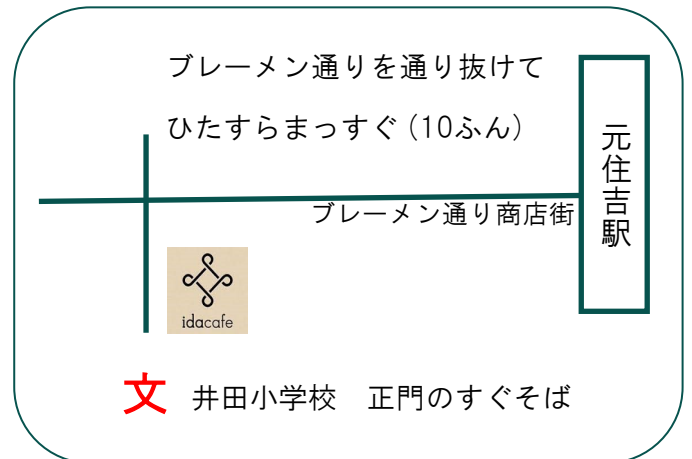 ブレーメン通りを通り抜けて
ひたすらまっすぐ(10ふん)
元住吉駅
ブレーメン通り商店街
idacafe
文 井田小学校 正門のすぐそば